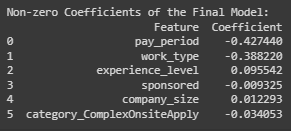 Non-zero Coefficients of the Final Model:
Feature Coefficient
0 pay_period -0.427440
1 work_type -0.388220
2 experience_level 0.095542
3 sponsored -0.009325
4 company_size 0.012293
5 category_ComplexOnsiteApply -0.034053